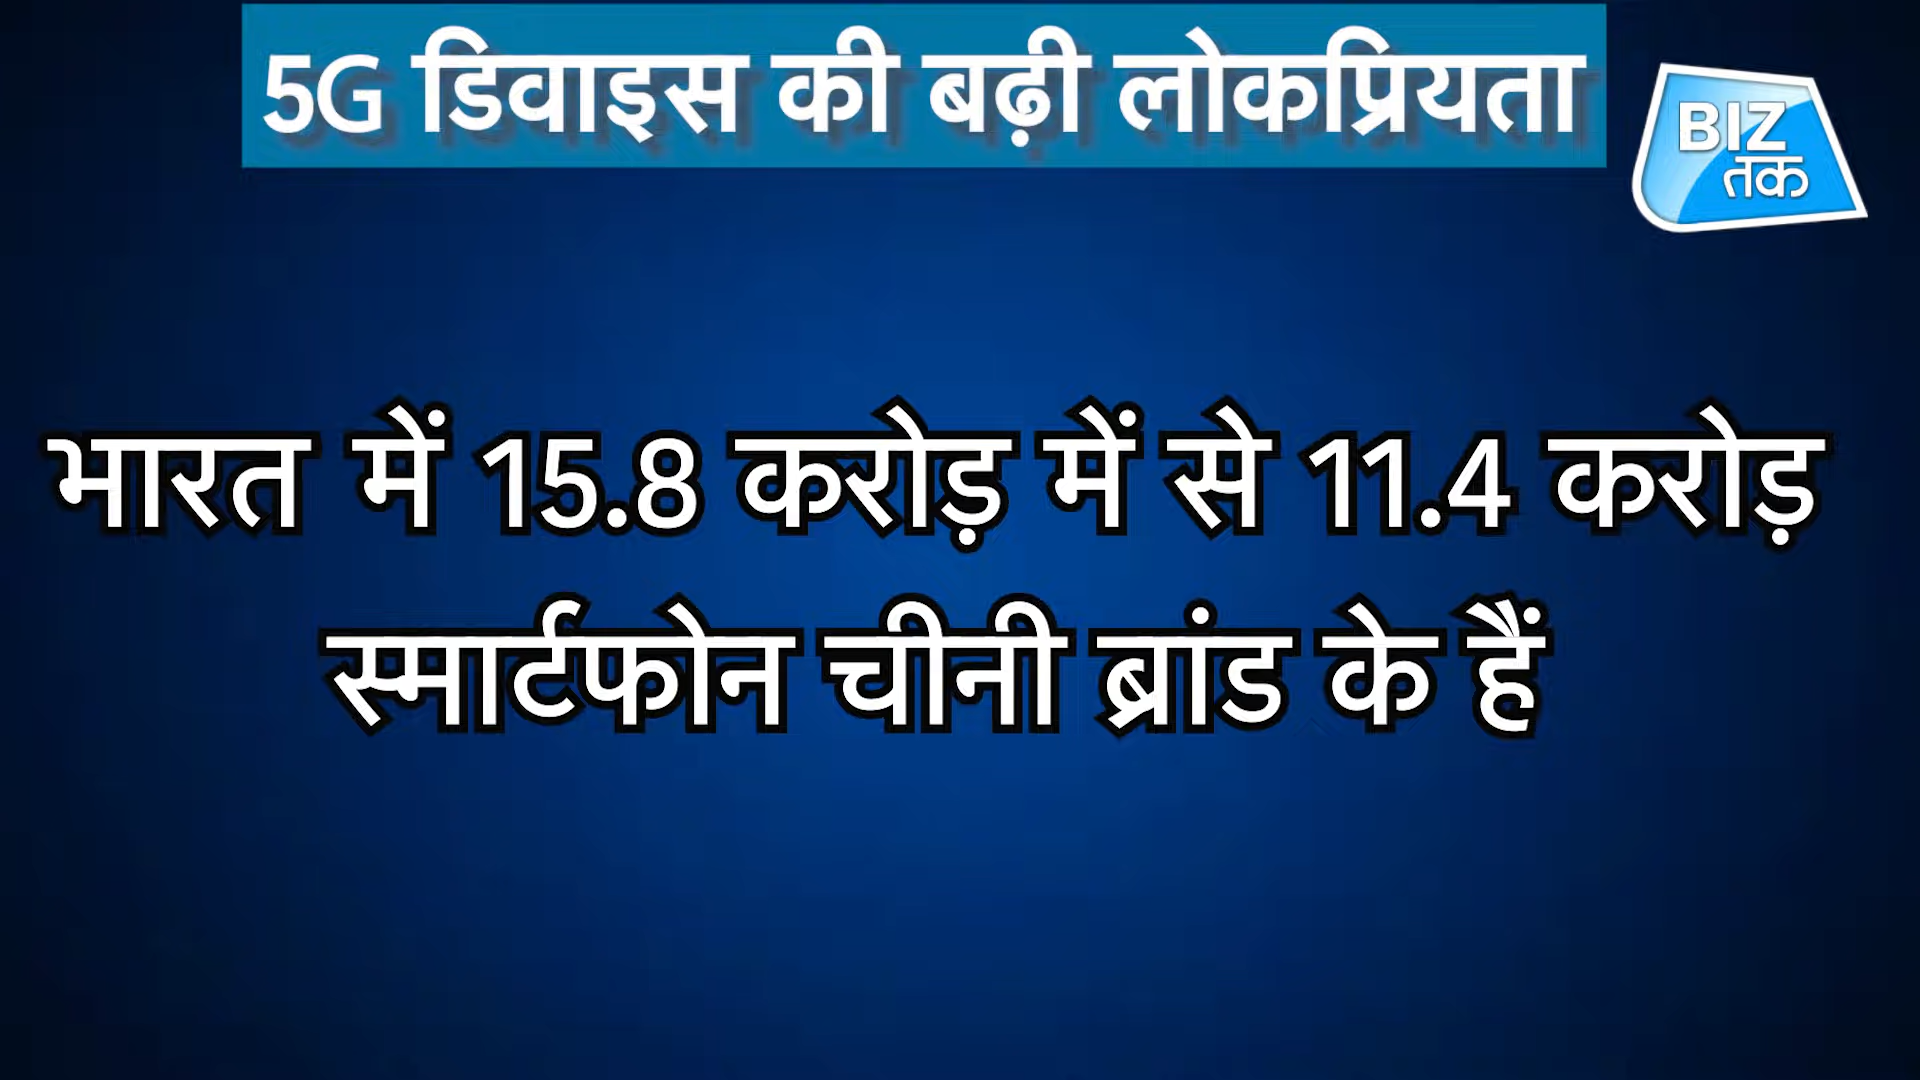 5G डिवाइस की बढ़ी लोकप्रियता
BIZ
तक
भारत में 15.8 करोड़ में से 11.4 करोड़
स्मार्टफोन चीनी ब्रांड के हैं